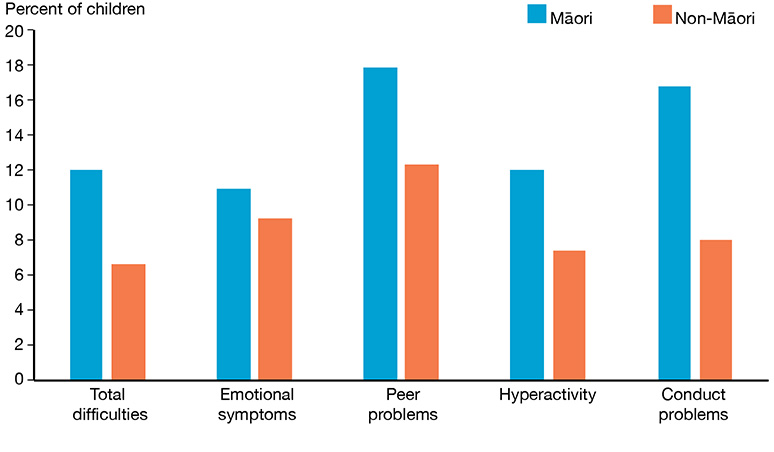 Percent of children
Māori
Non-Māori
20
18
16
14
12
10
8
6
4
2
0
Total
difficulties
Emotional
symptoms
Peer
problems
Hyperactivity
Conduct
problems